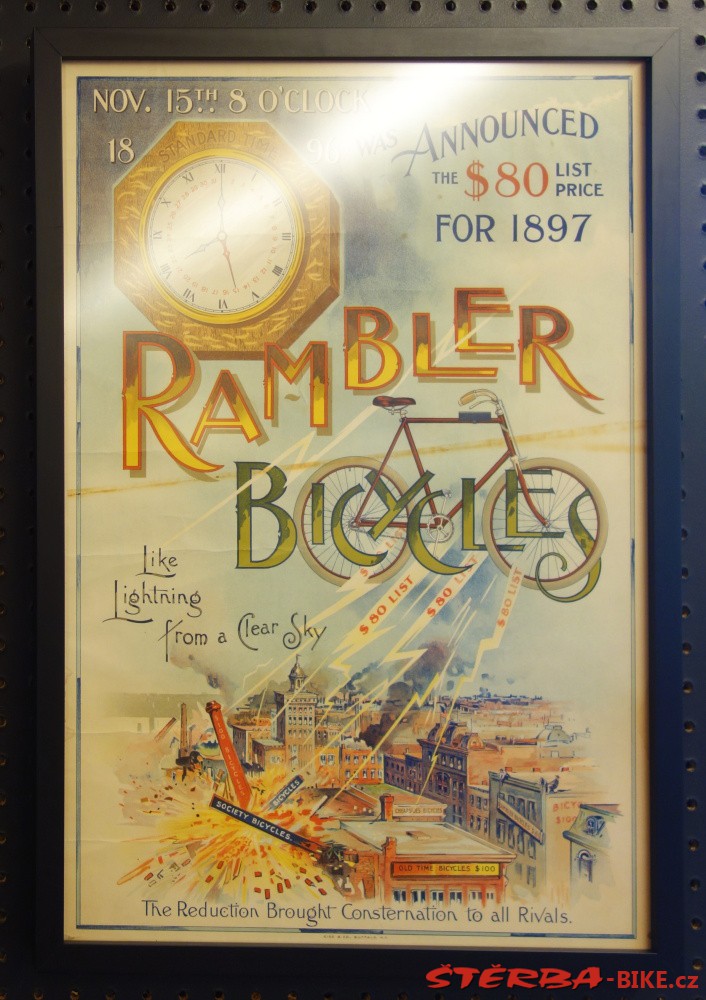 NOV. 15TH 8 O'CLOCK
18 96 WAS ANNOUNCED
STANDARD TIME
THE $80 LIST PRICE
FOR 1897
RAMBLER
BICYCLES
Like
Lightning
from a Clear Sky
$80 LIST
$80 LIST
$80 LIST
SOCIETY BICYCLES.
BICYCLES
OLD TIME BICYCLES $100
BICY
$100
The Reduction Brought Consternation to all Rivals.
ŠTĚRBA-BIKE.cz